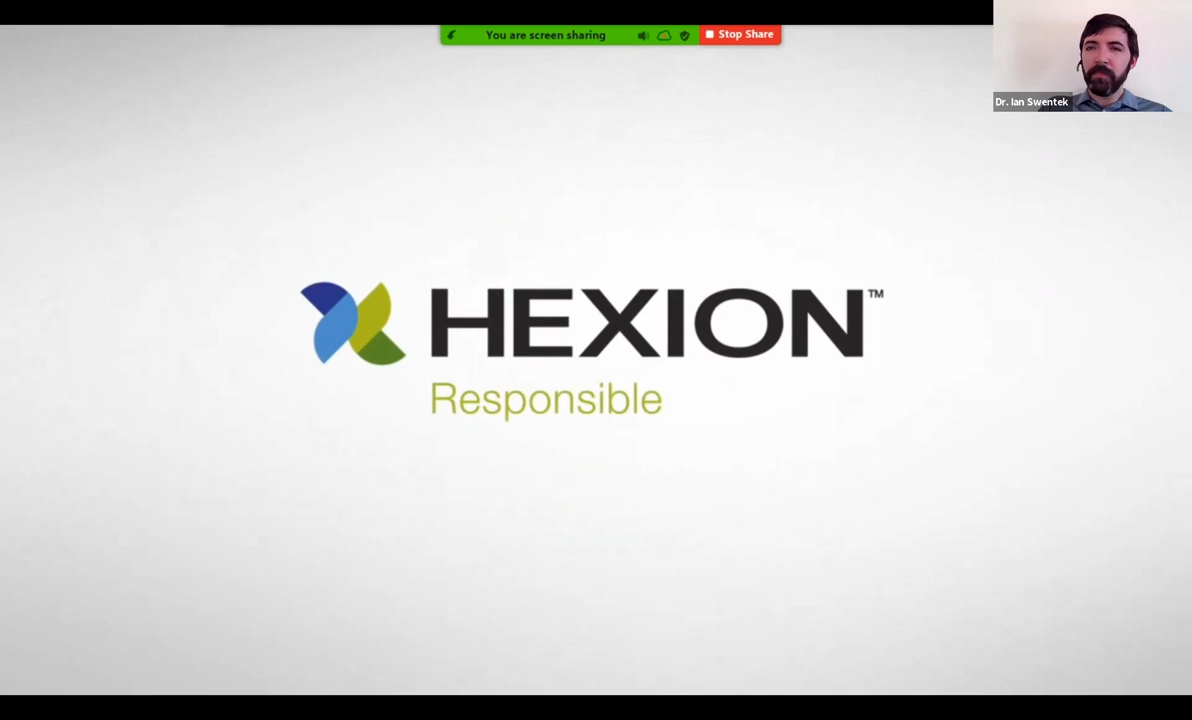 You are screen sharing
Stop Share
Dr. Ian Swentek
HEXION™
Responsible